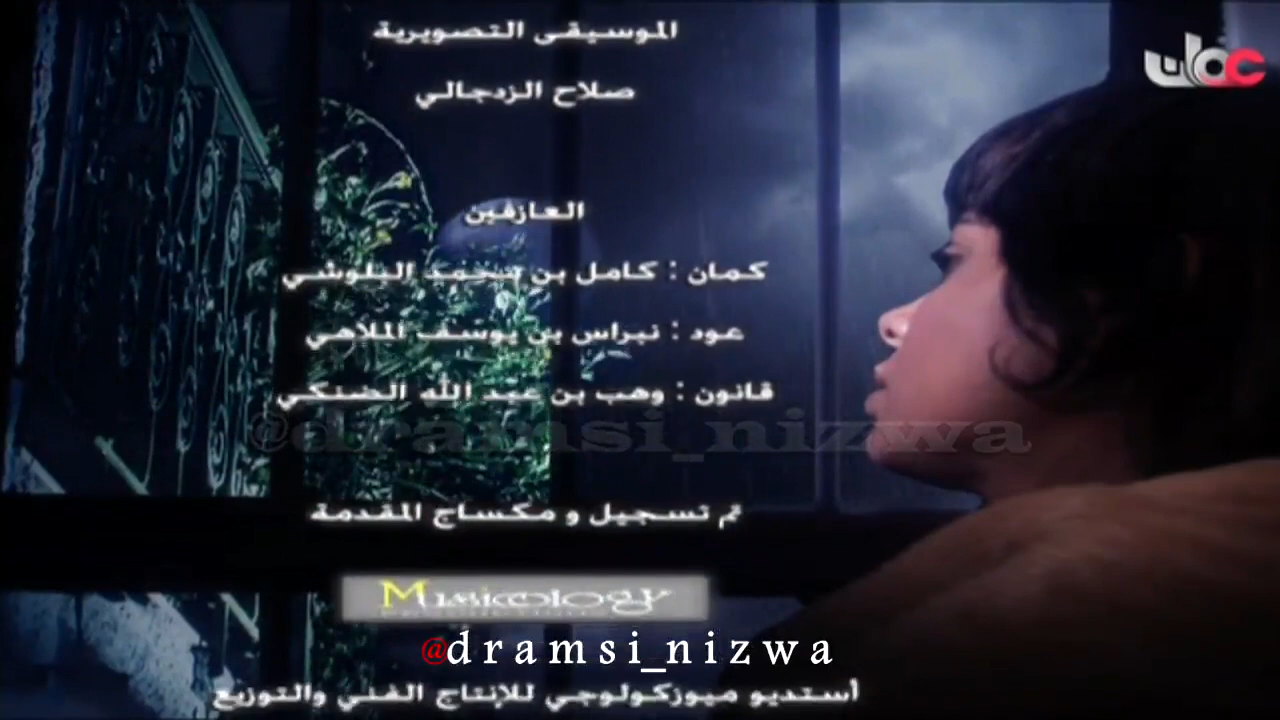 الموسيقى التصويرية
صلاح الزدجالي
العازفين
كمان : كامل بن محمد البلوشي
عود : نبراس بن يوسف الملاهي
قانون : وهب بن عبد الله الضنكي
@dramsi_nizwa
تم تسجيل و مكساج المقدمة
Musicology
@dramsi_nizwa
أستديو ميوزكولوجي للإنتاج الفني والتوزيع